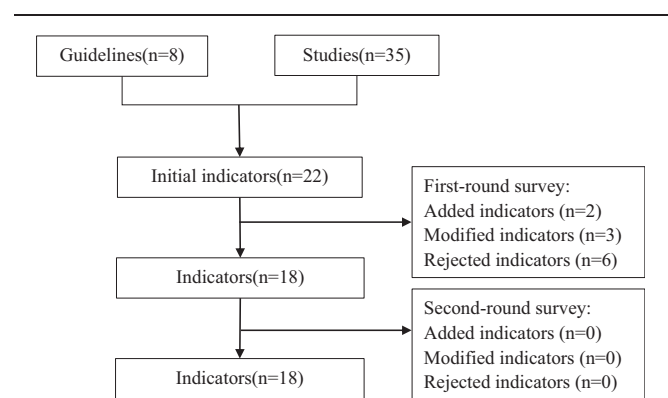 Guidelines(n=8)
Studies(n=35)
Initial indicators(n=22)
First-round survey:
Added indicators (n=2)
Modified indicators (n=3)
Rejected indicators (n=6)
Indicators(n=18)
Second-round survey:
Added indicators (n=0)
Modified indicators (n=0)
Rejected indicators (n=0)
Indicators(n=18)